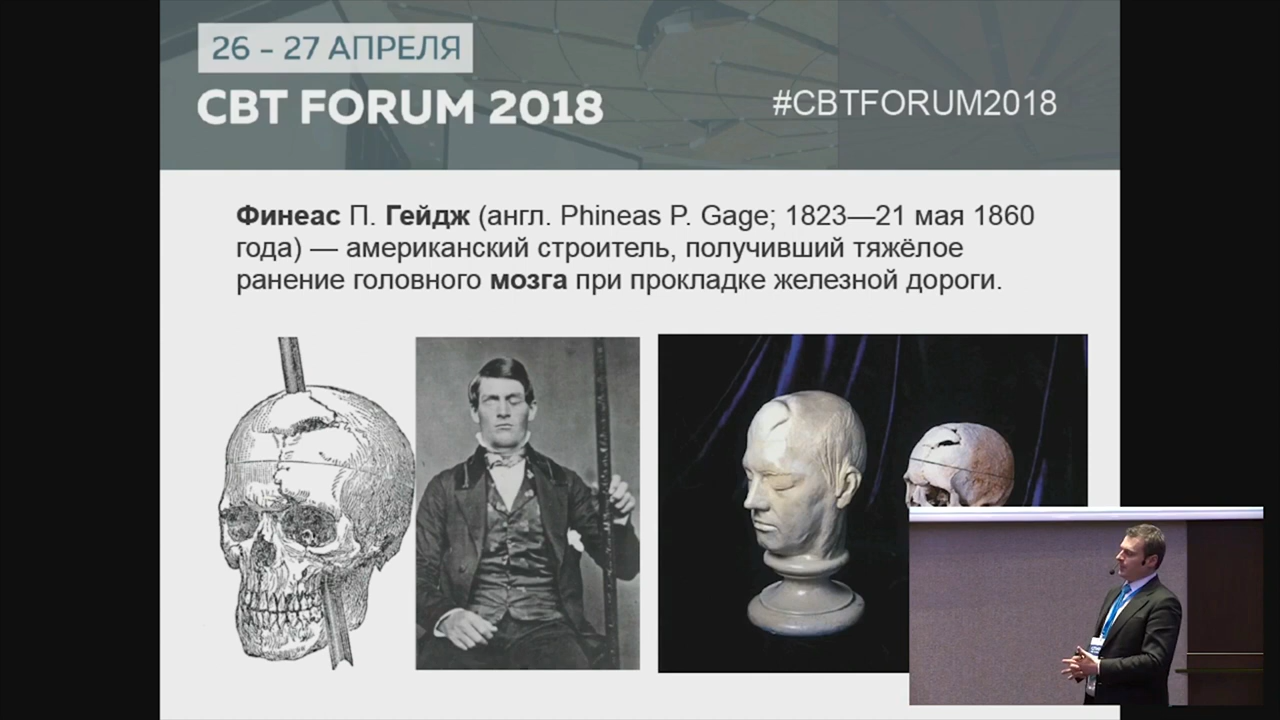 26 – 27 АПРЕЛЯ
CBT FORUM 2018
#CBTFORUM2018
Финеас П. Гейдж (англ. Phineas P. Gage; 1823—21 мая 1860
года) — американский строитель, получивший тяжёлое
ранение головного мозга при прокладке железной дороги.